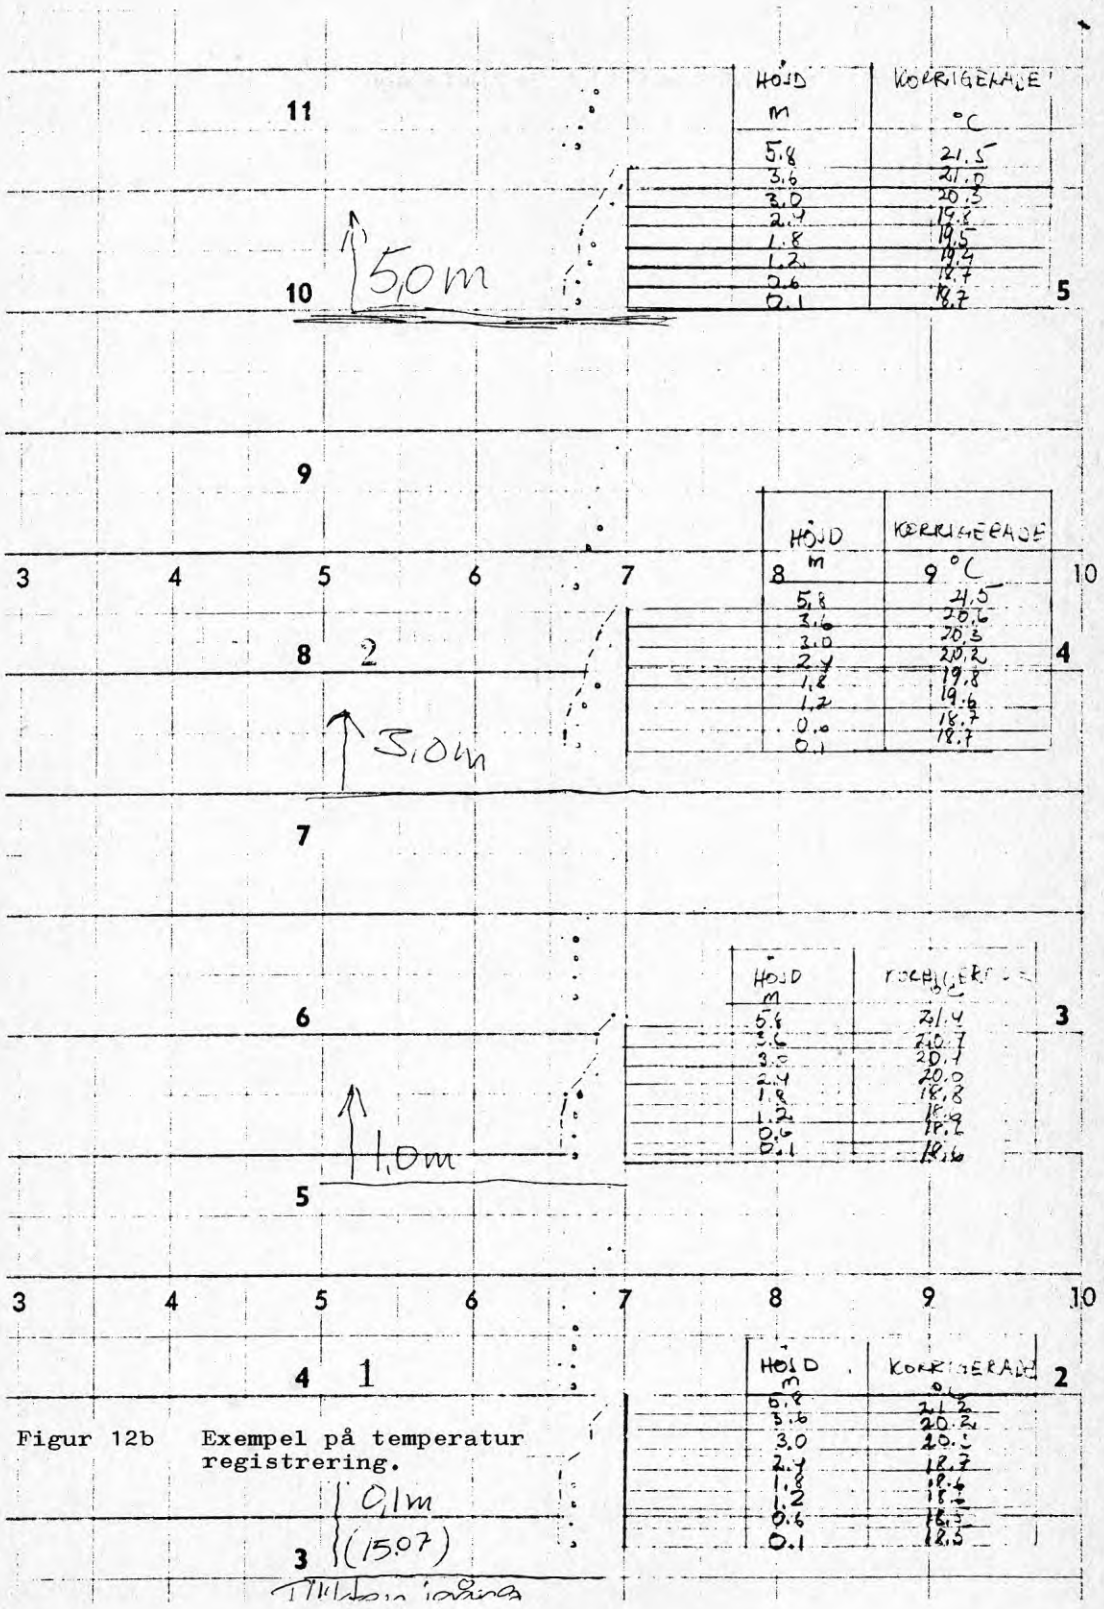 HÖJD KORRIGERADE
11
m °C
5.8 21.5
3.6 21.0
3.0 20.3
2.4 19.8
1.8 19.5
1.2 19.4
0.6 18.7
0.1 18.7
5,0m
10 5
9
HÖJD KORRIGERADE
m °C
3 4 5 6 7 8 9 10
5,8 21,5
3.6 20,6
3.0 20,3
2.4 20,2
1,8 19,8
1.2 19.6
18.7
0.1 18.7
8 2 4
3,0m
7
HÖJD
m °C
6 3
21.4
3.6 20.7
3.0 20.1
2.4 20.0
1.8 18,8
1.2
0.6
0.1 18.6
1,0m
5
3 4 5 6 7 8 9 10
HÖJD KORRIGERADE
4 1 2
m °C
5.8 21.2
3.6 20.2
3.0
2.4 18.7
1.8 18.6
1.2
0.6 18,5
0.1 18.5
Figur 12b Exempel på temperatur
registrering.
0,1m
3 (15.07)